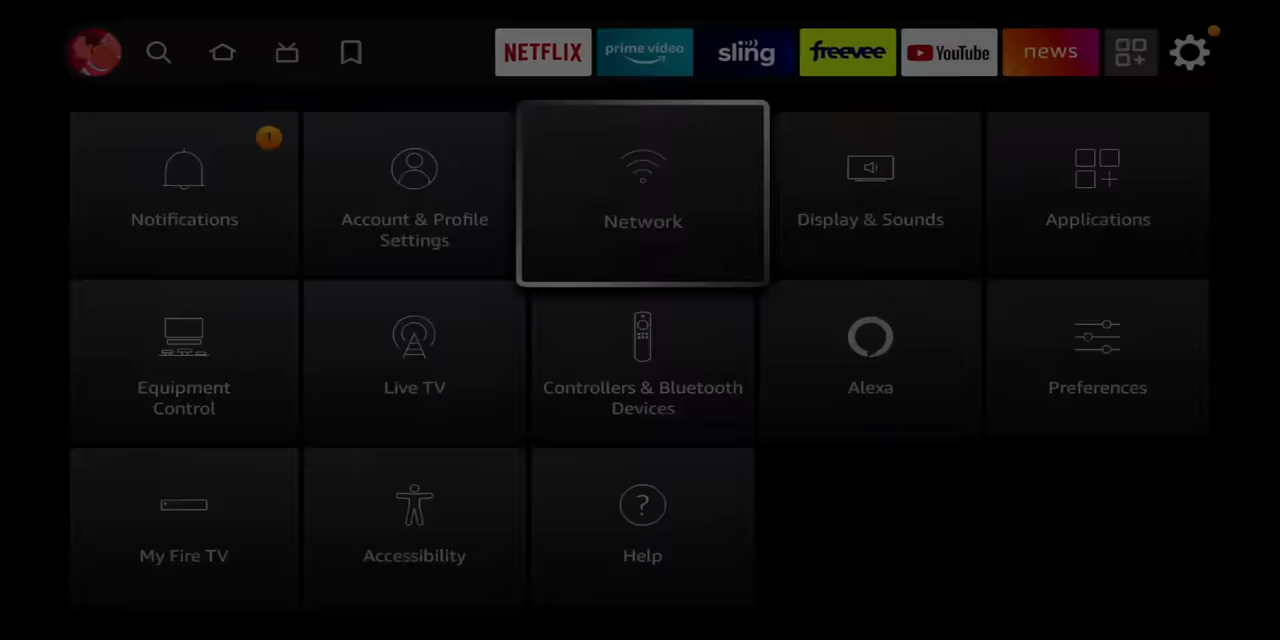 NETFLIX
prime video
sling
freevee
YouTube
news
1
Notifications
Account & Profile
Settings
Network
Display & Sounds
Applications
Equipment
Control
Live TV
Controllers & Bluetooth
Devices
Alexa
Preferences
My Fire TV
Accessibility
?
Help